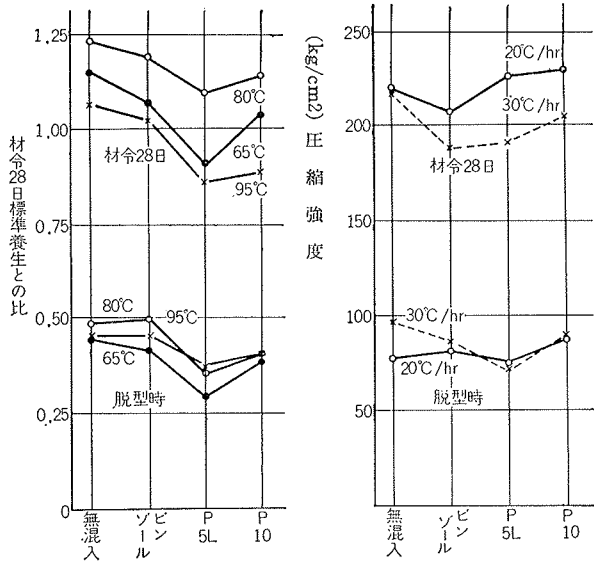 材令28日標準養生との比
1.25
1.00
0.75
0.50
0.25
0
80℃
65℃
材令28日
95℃
80℃
95℃
65℃
脱型時
無混入
ビンゾール
P 5L
P 10
圧縮強度 (kg/cm2)
250
200
150
100
50
20℃/hr
30℃/hr
材令28日
30℃/hr
20℃/hr
脱型時
無混入
ビンゾール
P 5L
P 10